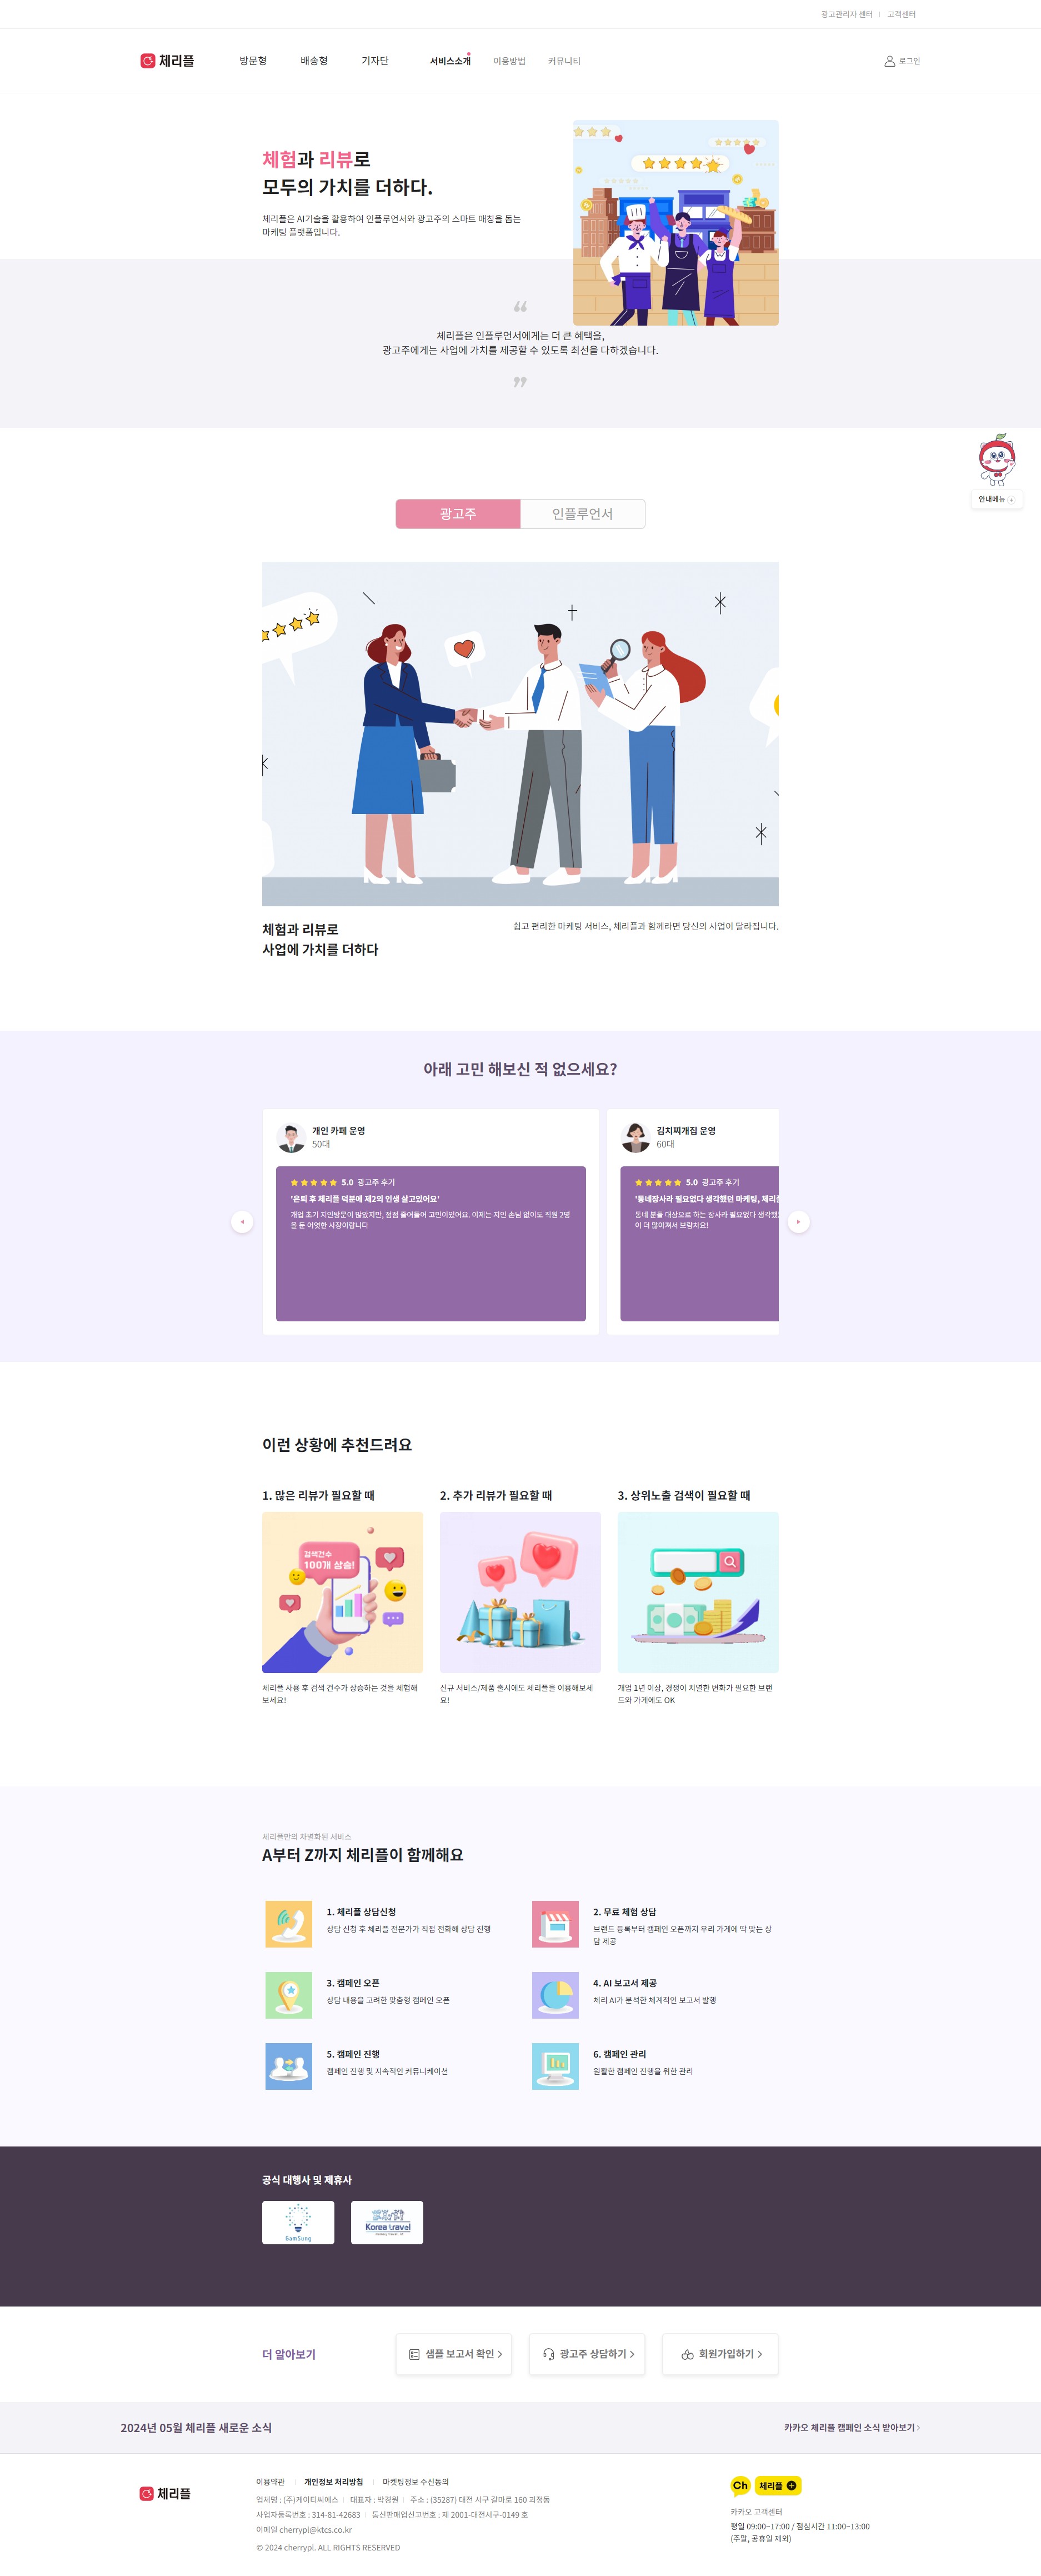 광고관리자 센터
고객센터
체리플
방문형
배송형
기자단
서비스소개
이용방법
커뮤니티
로그인
체험과 리뷰로
모두의 가치를 더하다.
체리플은 AI기술을 활용하여 인플루언서와 광고주의 스마트 매칭을 돕는
마케팅 플랫폼입니다.
체리플은 인플루언서에게는 더 큰 혜택을,
광고주에게는 사업에 가치를 제공할 수 있도록 최선을 다하겠습니다.
안내메뉴
광고주
인플루언서
체험과 리뷰로
사업에 가치를 더하다
쉽고 편리한 마케팅 서비스, 체리플과 함께라면 당신의 사업이 달라집니다.
아래 고민 해보신 적 없으세요?
개인 카페 운영
50대
5.0 광고주 후기
'은퇴 후 체리플 덕분에 제2의 인생 살고있어요'
개업 초기 지인방문이 많았지만, 점점 줄어들어 고민이있어요. 이제는 지인 손님 없이도 직원 2명
을 둔 어엿한 사장이랍니다
김치찌개집 운영
60대
5.0 광고주 후기
'동네장사라 필요없다 생각했던 마케팅, 체리
동네 분들 대상으로 하는 장사라 필요없다 생각했
이 더 많아져서 보람차요!
이런 상황에 추천드려요
1. 많은 리뷰가 필요할 때
2. 추가 리뷰가 필요할 때
3. 상위노출 검색이 필요할 때
검색건수
100개 상승!
체리플 사용 후 검색 건수가 상승하는 것을 체험해
보세요!
신규 서비스/제품 출시에도 체리플을 이용해보세
요!
개업 1년 이상, 경쟁이 치열한 변화가 필요한 브랜
드와 가게에도 OK
체리플만의 차별화된 서비스
A부터 Z까지 체리플이 함께해요
1. 체리플 상담신청
상담 신청 후 체리플 전문가가 직접 전화해 상담 진행
2. 무료 체험 상담
브랜드 등록부터 캠페인 오픈까지 우리 가게에 딱 맞는 상
담 제공
3. 캠페인 오픈
상담 내용을 고려한 맞춤형 캠페인 오픈
4. AI 보고서 제공
체리 AI가 분석한 체계적인 보고서 발행
5. 캠페인 진행
캠페인 진행 및 지속적인 커뮤니케이션
6. 캠페인 관리
원활한 캠페인 진행을 위한 관리
공식 대행사 및 제휴사
GamSung
Korea travel
더 알아보기
샘플 보고서 확인
광고주 상담하기
회원가입하기
2024년 05월 체리플 새로운 소식
카카오 체리플 캠페인 소식 받아보기
체리플
이용약관
개인정보 처리방침
마켓팅정보 수신동의
업체명 : (주)케이티씨에스
대표자 : 박경원
주소 : (35287) 대전 서구 갈마로 160 괴정동
사업자등록번호 : 314-81-42683
통신판매업신고번호 : 제 2001-대전서구-0149 호
이메일 cherrypl@ktcs.co.kr
© 2024 cherrypl. ALL RIGHTS RESERVED
Ch 체리플
카카오 고객센터
평일 09:00~17:00 / 점심시간 11:00~13:00
(주말, 공휴일 제외)